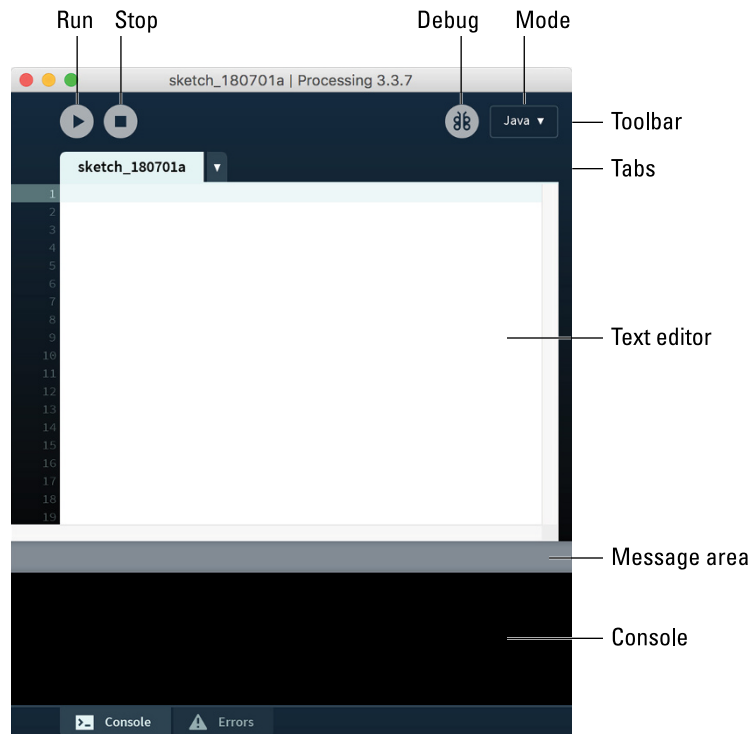 Run Stop Debug Mode
sketch_180701a | Processing 3.3.7
Java ▼ Toolbar
sketch_180701a ▼ Tabs
1
2
3
4
5
6
7
8
9 Text editor
10
11
12
13
14
15
16
17
18
19
Message area
Console
>_ Console Errors